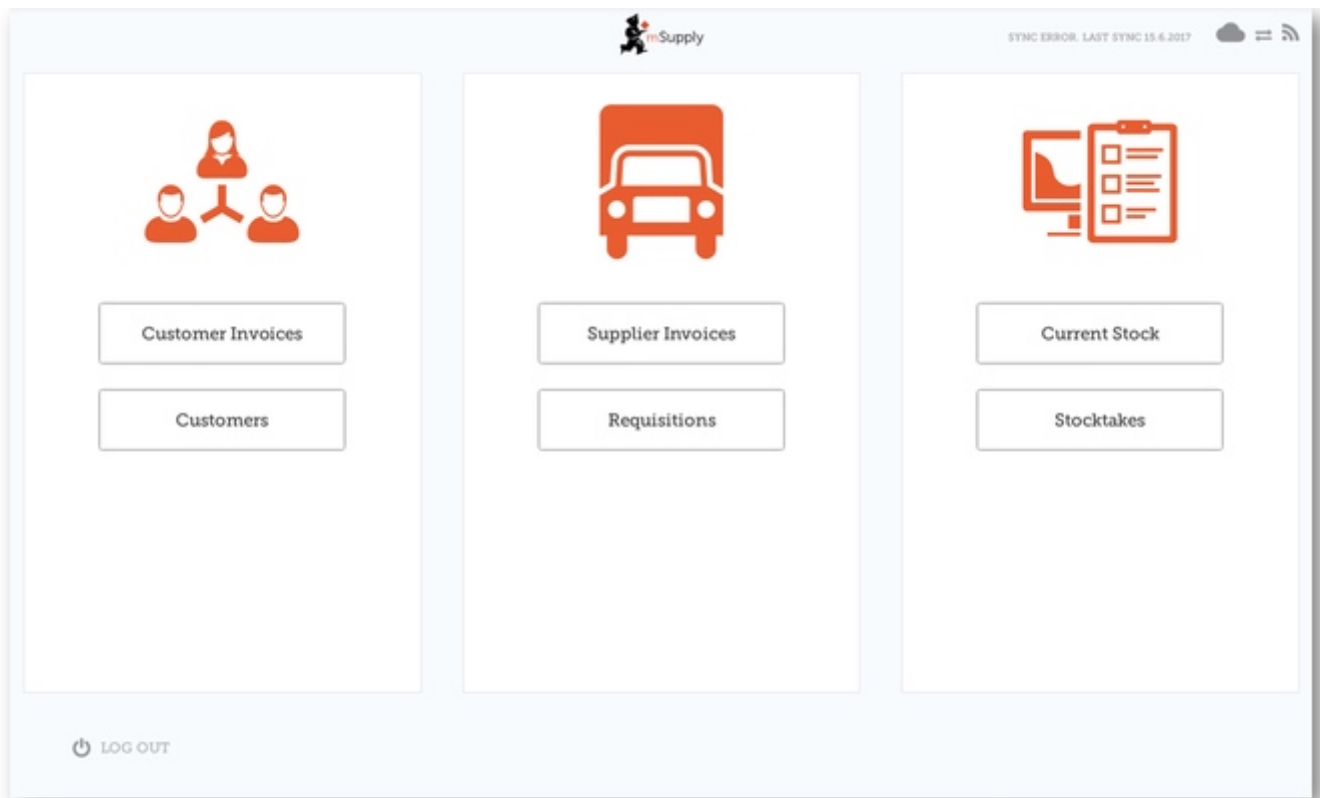 mSupply
SYNC ERROR. LAST SYNC 15.6.2017
Customer Invoices
Customers
Supplier Invoices
Requisitions
Current Stock
Stocktakes
LOG OUT